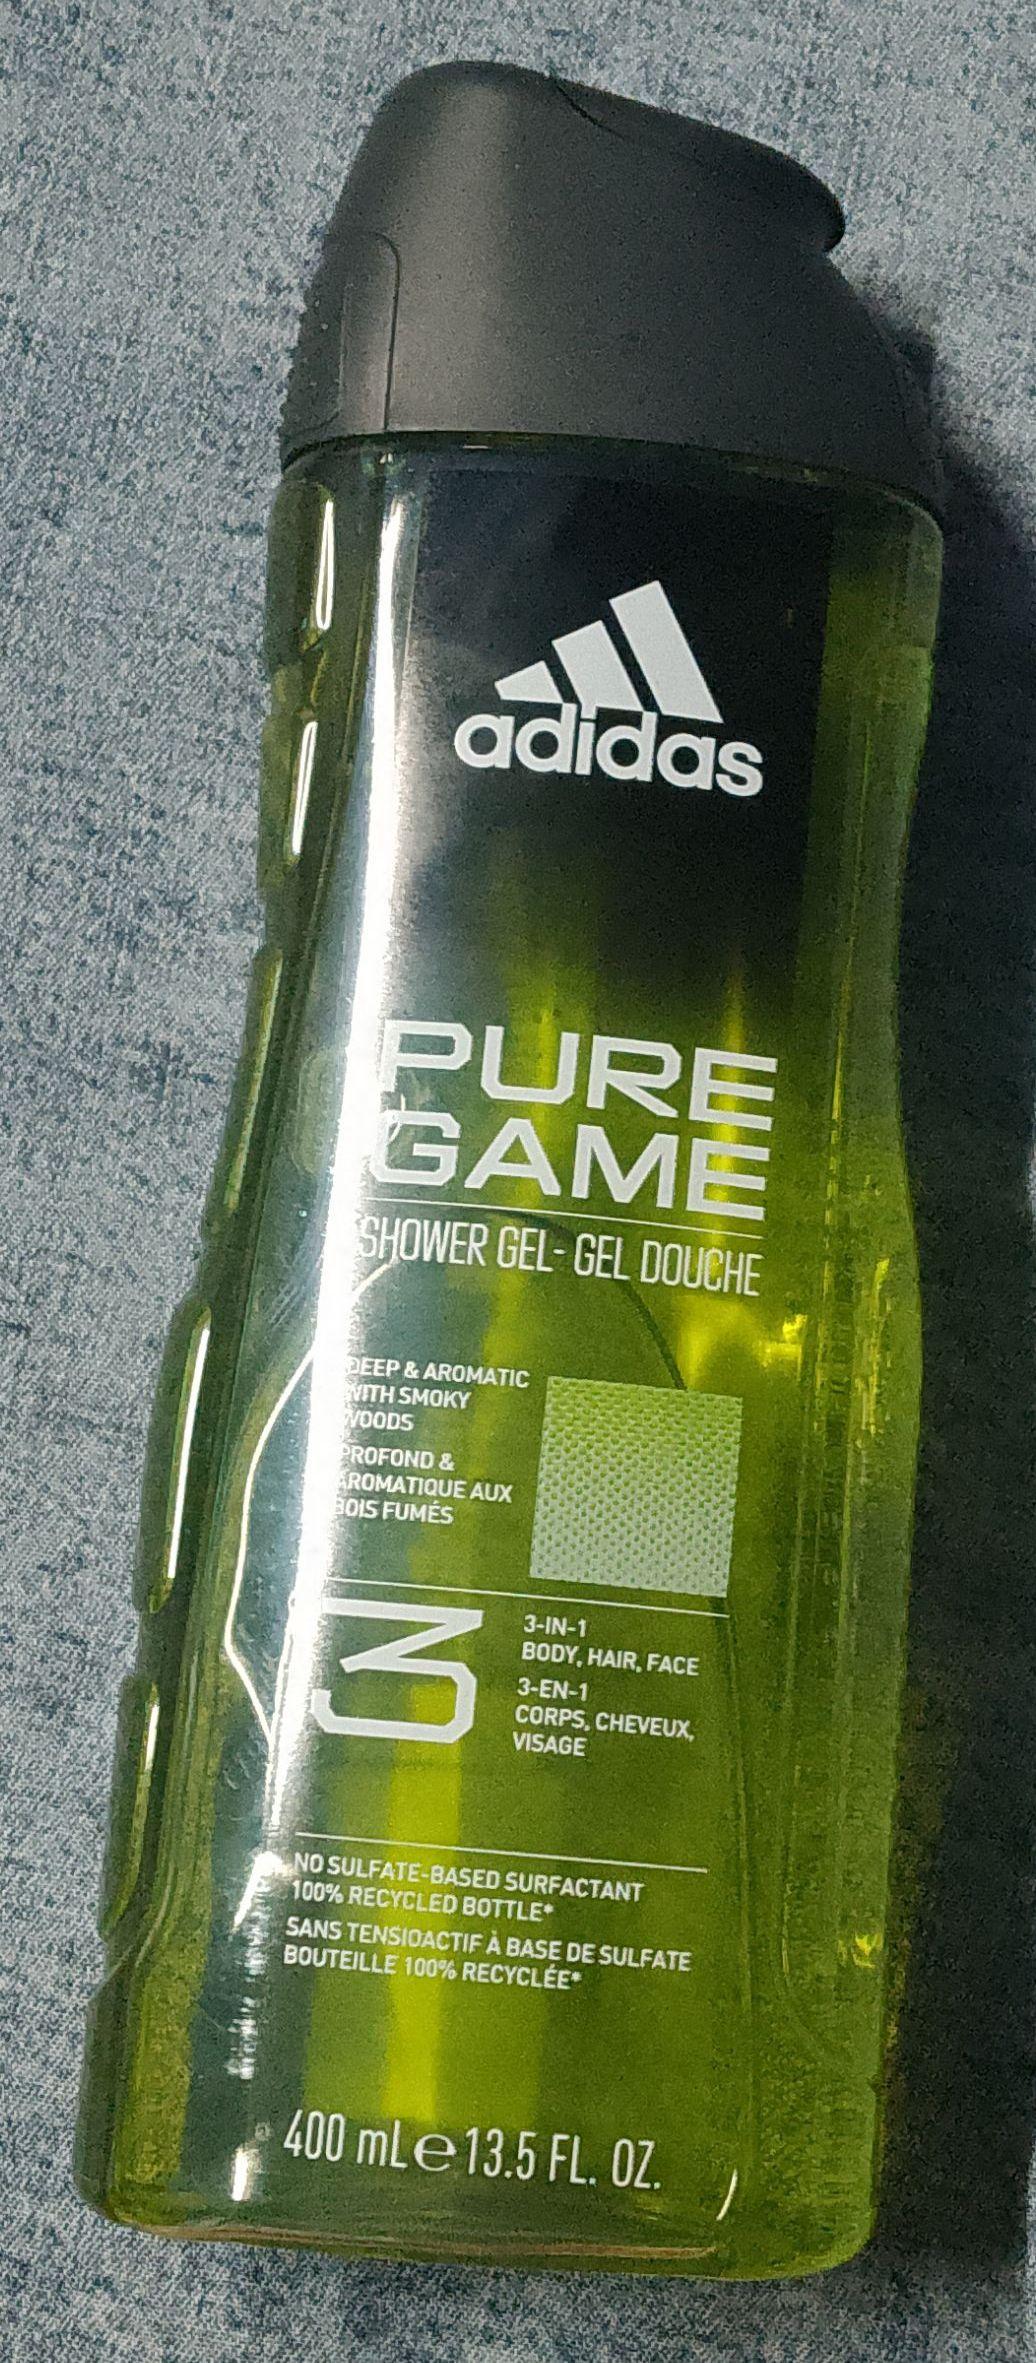 adidas
PURE
GAME
SHOWER GEL - GEL DOUCHE
DEEP & AROMATIC
WITH SMOKY
WOODS
PROFOND &
AROMATIQUE AUX
BOIS FUMÉS
3
3-IN-1
BODY, HAIR, FACE
3-EN-1
CORPS, CHEVEUX,
VISAGE
NO SULFATE-BASED SURFACTANT
100% RECYCLED BOTTLE*
SANS TENSIOACTIF À BASE DE SULFATE
BOUTEILLE 100% RECYCLÉE*
400 mL e 13.5 FL. OZ.